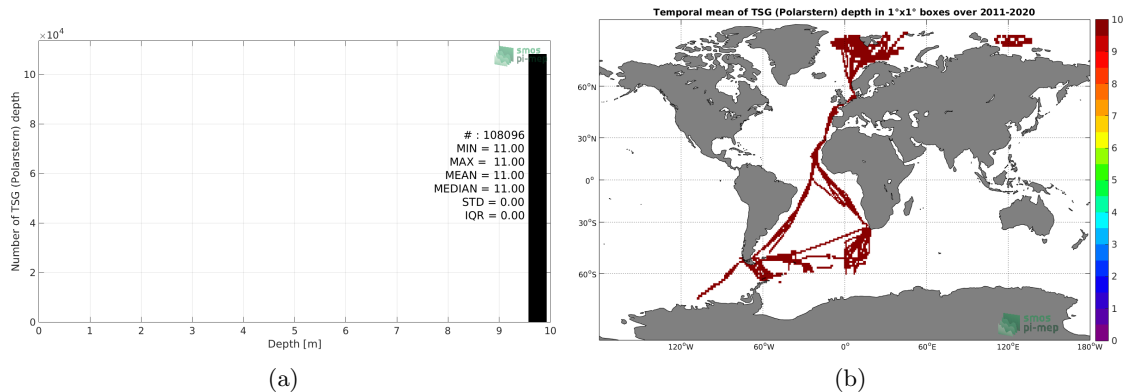 ×10⁴
smos
pi-mep
10
8
6
4
2
0
Number of TSG (Polarstern) depth
# : 108096
MIN = 11.00
MAX = 11.00
MEAN = 11.00
MEDIAN = 11.00
STD = 0.00
IQR = 0.00
0 1 2 3 4 5 6 7 8 9 10
Depth [m]
(a)
Temporal mean of TSG (Polarstern) depth in 1°x1° boxes over 2011-2020
60°N
30°N
0°
30°S
60°S
120°W 60°W 0° 60°E 120°E 180°W
smos
pi-mep
10
9
8
7
6
5
4
3
2
1
0
(b)